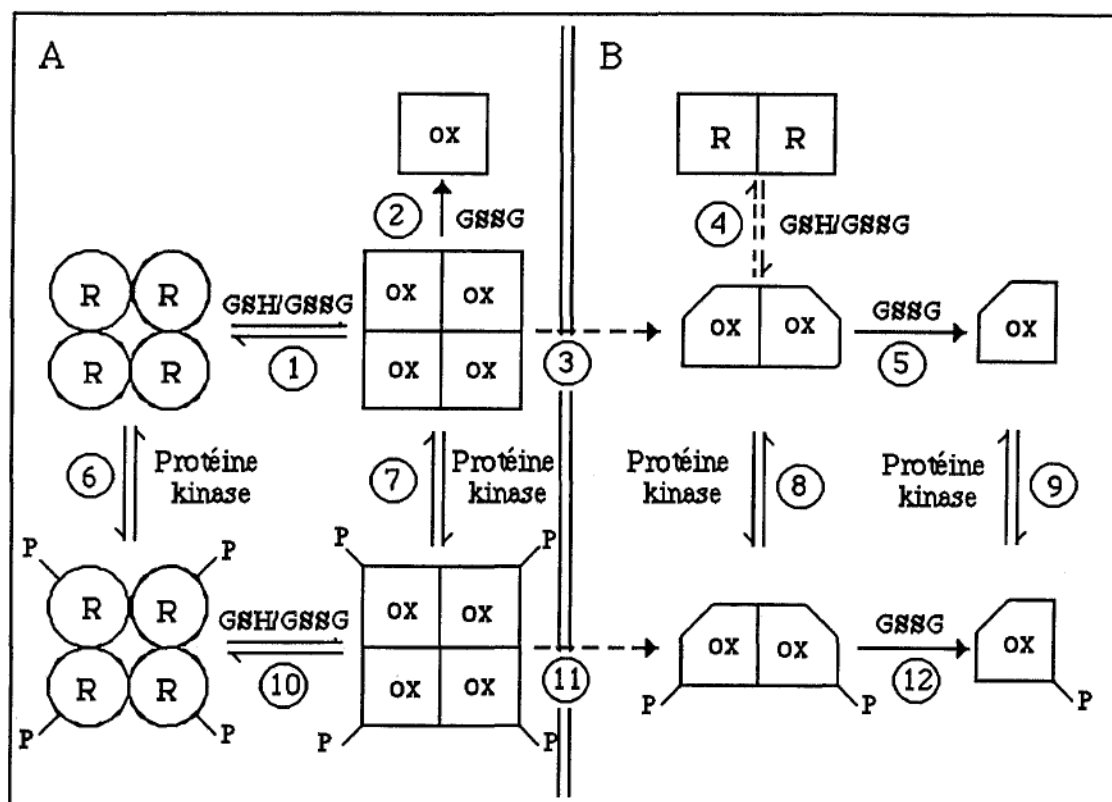 A
B
ox
R R
2
GSSG
4
GSH/GSSG
R R
R R
GSH/GSSG
1
ox ox
ox ox
3
ox ox
GSSG
5
ox
6
Protéine
kinase
7
Protéine
kinase
Protéine
kinase
8
Protéine
kinase
9
P P
R R
R R
P P
GSH/GSSG
10
P P
ox ox
ox ox
P P
11
ox ox
P P
GSSG
12
ox
P